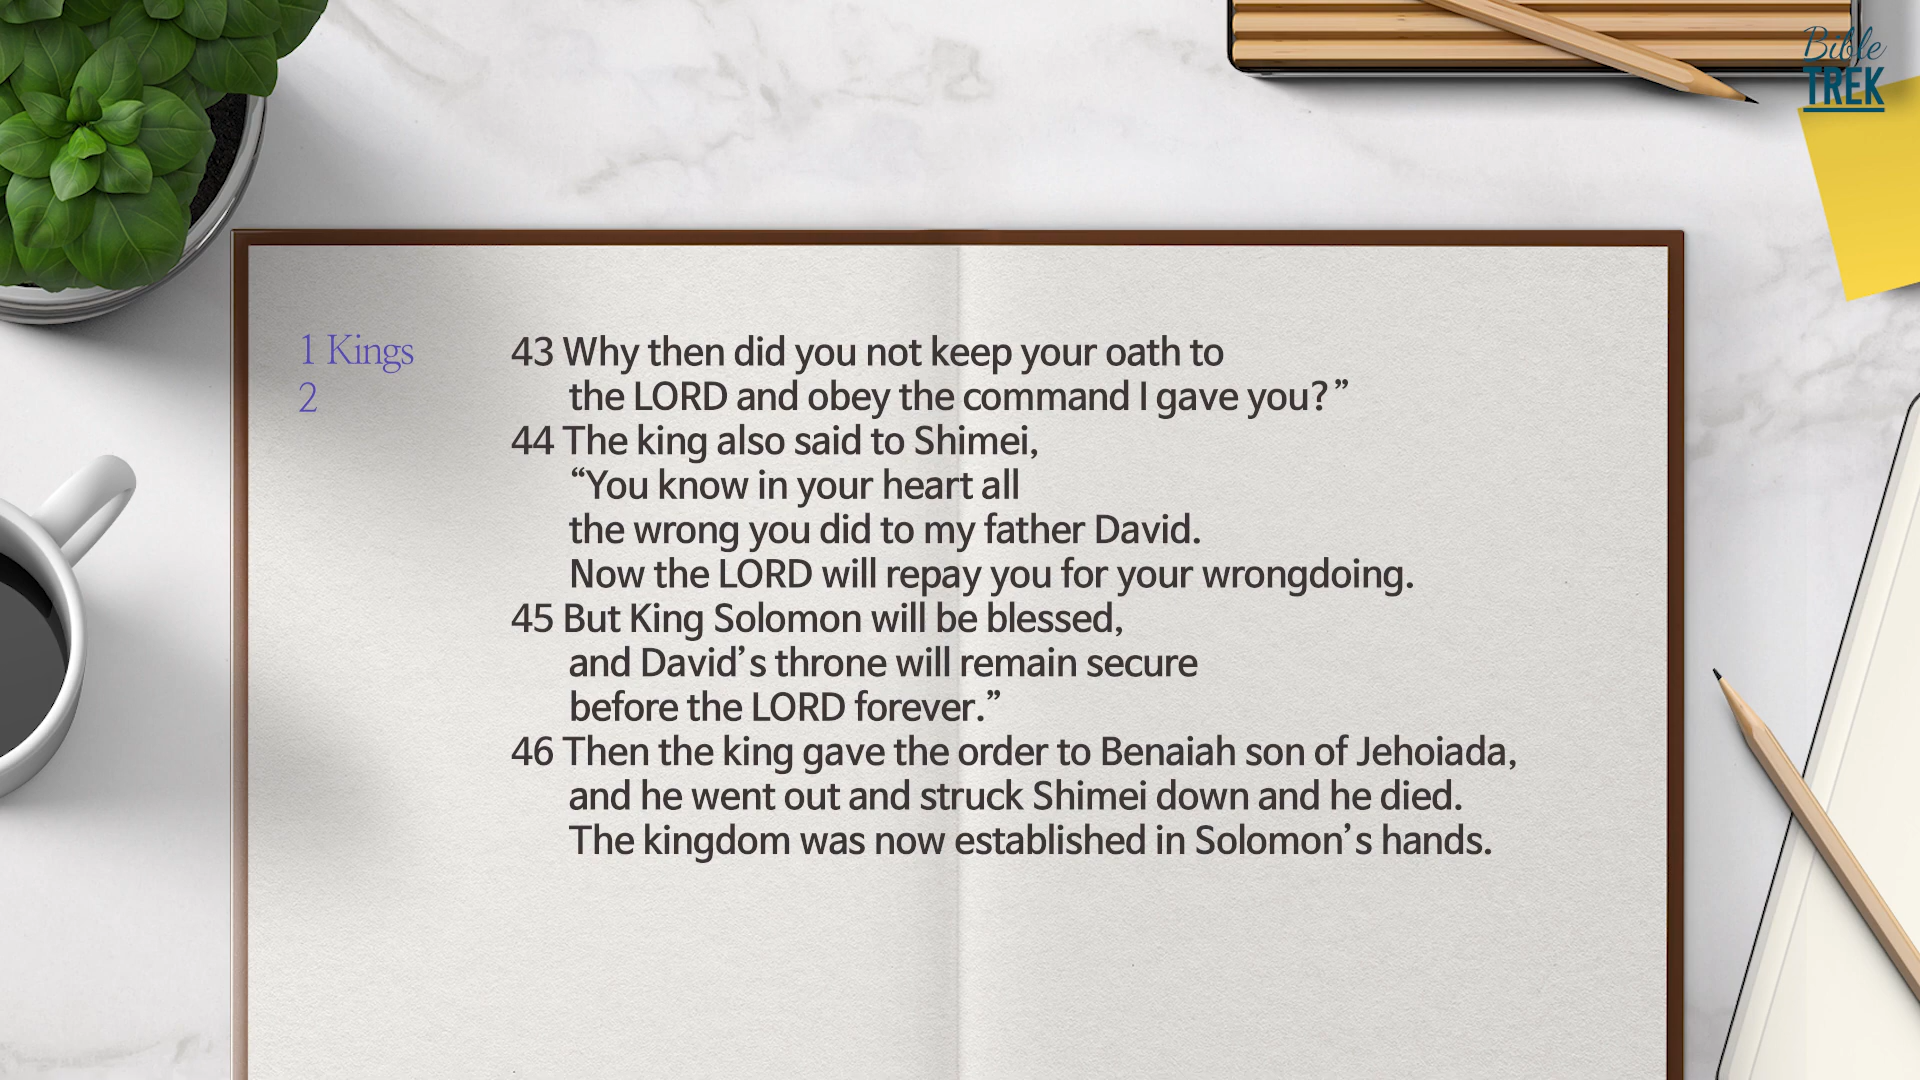 Bible
TREK
1 Kings
2
43 Why then did you not keep your oath to
the LORD and obey the command I gave you?”
44 The king also said to Shimei,
“You know in your heart all
the wrong you did to my father David.
Now the LORD will repay you for your wrongdoing.
45 But King Solomon will be blessed,
and David’s throne will remain secure
before the LORD forever.”
46 Then the king gave the order to Benaiah son of Jehoiada,
and he went out and struck Shimei down and he died.
The kingdom was now established in Solomon’s hands.